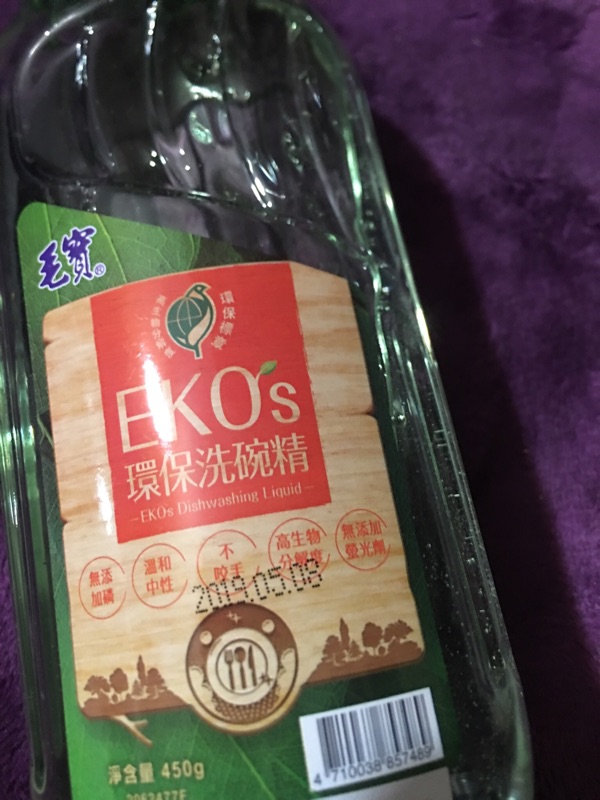 毛寶®
環保標章
EKO's
環保洗碗精
EKOs Dishwashing Liquid
無添
加磷
溫和
中性
不
咬手
高生物
分解度
無添加
螢光劑
2019.05.08
淨含量 450g
4 710038 857489